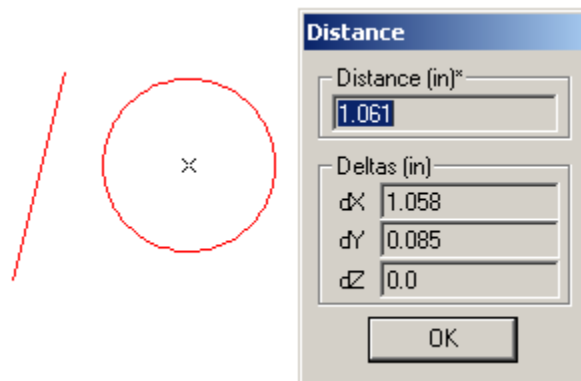 Distance
Distance (in)*
1.061
Deltas (in)
dX 1.058
dY 0.085
dZ 0.0
OK